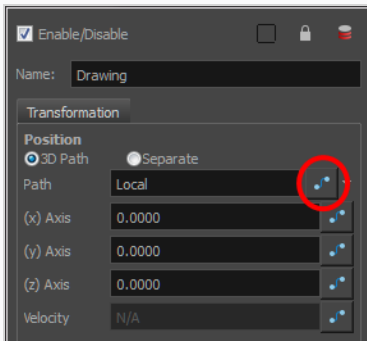 Enable/Disable
Name: Drawing
Transformation
Position
3D Path Separate
Path Local
(x) Axis 0.0000
(y) Axis 0.0000
(z) Axis 0.0000
Velocity N/A